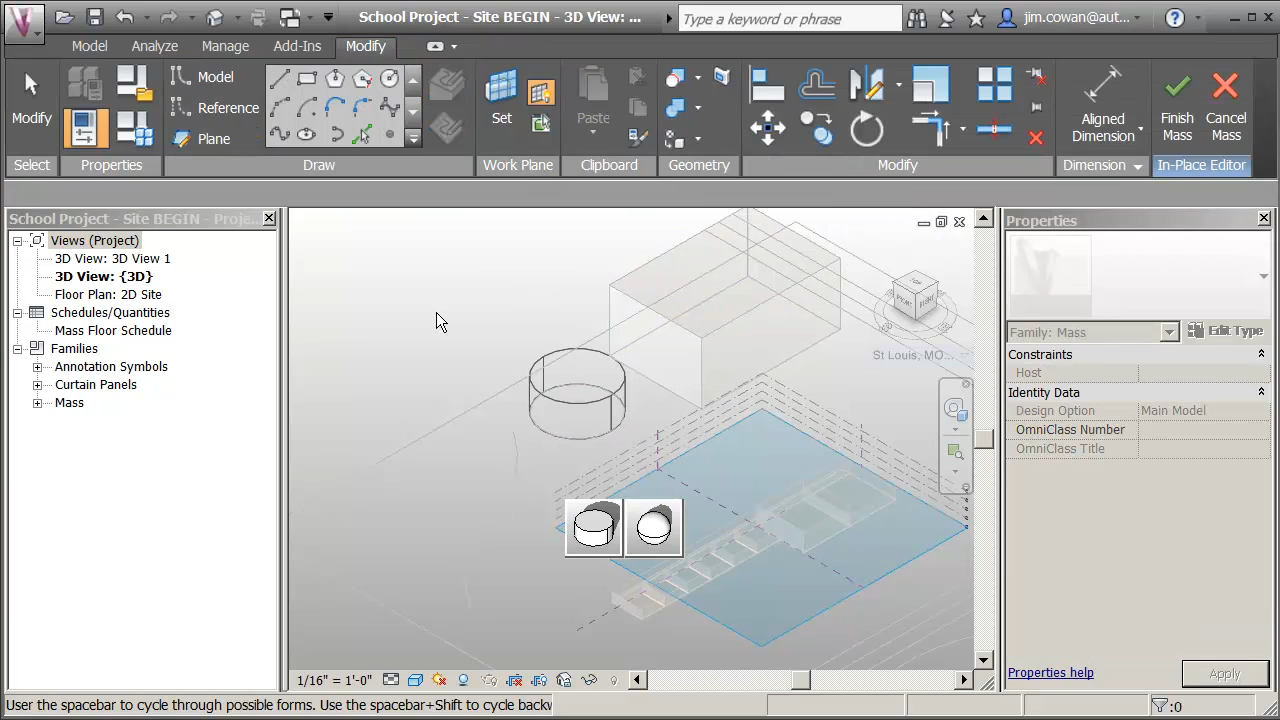 School Project - Site BEGIN - 3D View: ...
Type a keyword or phrase
jim.cowan@aut...
Model
Analyze
Manage
Add-Ins
Modify
Modify
Model
Reference
Plane
Set
Paste
Aligned
Dimension
Finish
Mass
Cancel
Mass
Select
Properties
Draw
Work Plane
Clipboard
Geometry
Modify
Dimension
In-Place Editor
School Project - Site BEGIN - Proje...
Views (Project)
3D View: 3D View 1
3D View: {3D}
Floor Plan: 2D Site
Schedules/Quantities
Mass Floor Schedule
Families
Annotation Symbols
Curtain Panels
Mass
St Louis, MO...
Properties
Family: Mass
Edit Type
Constraints
Host
Identity Data
Design Option
Main Model
OmniClass Number
OmniClass Title
Properties help
Apply
1/16" = 1'-0"
User the spacebar to cycle through possible forms. Use the spacebar+Shift to cycle backw
:0